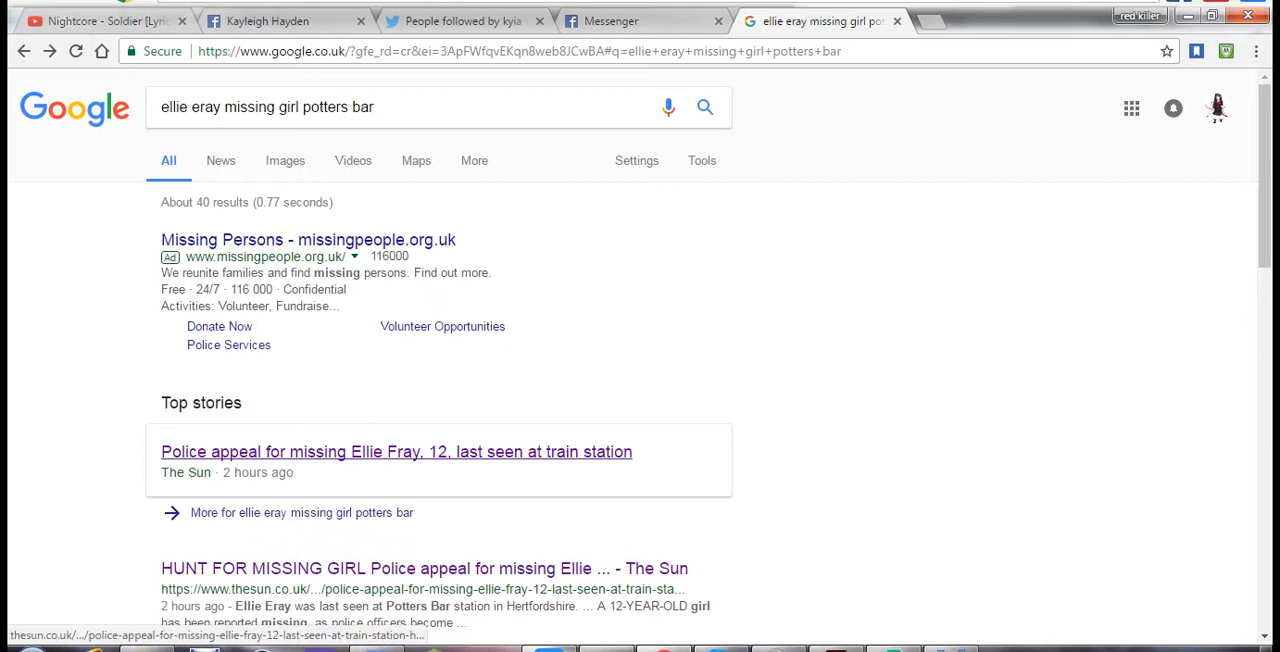 Nightcore - Soldier [Lyric
Kayleigh Hayden
People followed by kyia
Messenger
ellie eray missing girl pot
red killer
Secure
https://www.google.co.uk/?gfe_rd=cr&ei=3ApFWfqvEKqn8web8JCwBA#q=ellie+eray+missing+girl+potters+bar
Google
ellie eray missing girl potters bar
All
News
Images
Videos
Maps
More
Settings
Tools
About 40 results (0.77 seconds)
Missing Persons - missingpeople.org.uk
Ad www.missingpeople.org.uk/ 116000
We reunite families and find missing persons. Find out more.
Free · 24/7 · 116 000 · Confidential
Activities: Volunteer, Fundraise...
Donate Now
Volunteer Opportunities
Police Services
Top stories
Police appeal for missing Ellie Fray, 12, last seen at train station
The Sun · 2 hours ago
More for ellie eray missing girl potters bar
HUNT FOR MISSING GIRL Police appeal for missing Ellie ... - The Sun
https://www.thesun.co.uk/.../police-appeal-for-missing-ellie-fray-12-last-seen-at-train-sta...
2 hours ago - Ellie Eray was last seen at Potters Bar station in Hertfordshire. ... A 12-YEAR-OLD girl
has been reported missing, as police officers become ...
thesun.co.uk/.../police-appeal-for-missing-ellie-fray-12-last-seen-at-train-station-h...